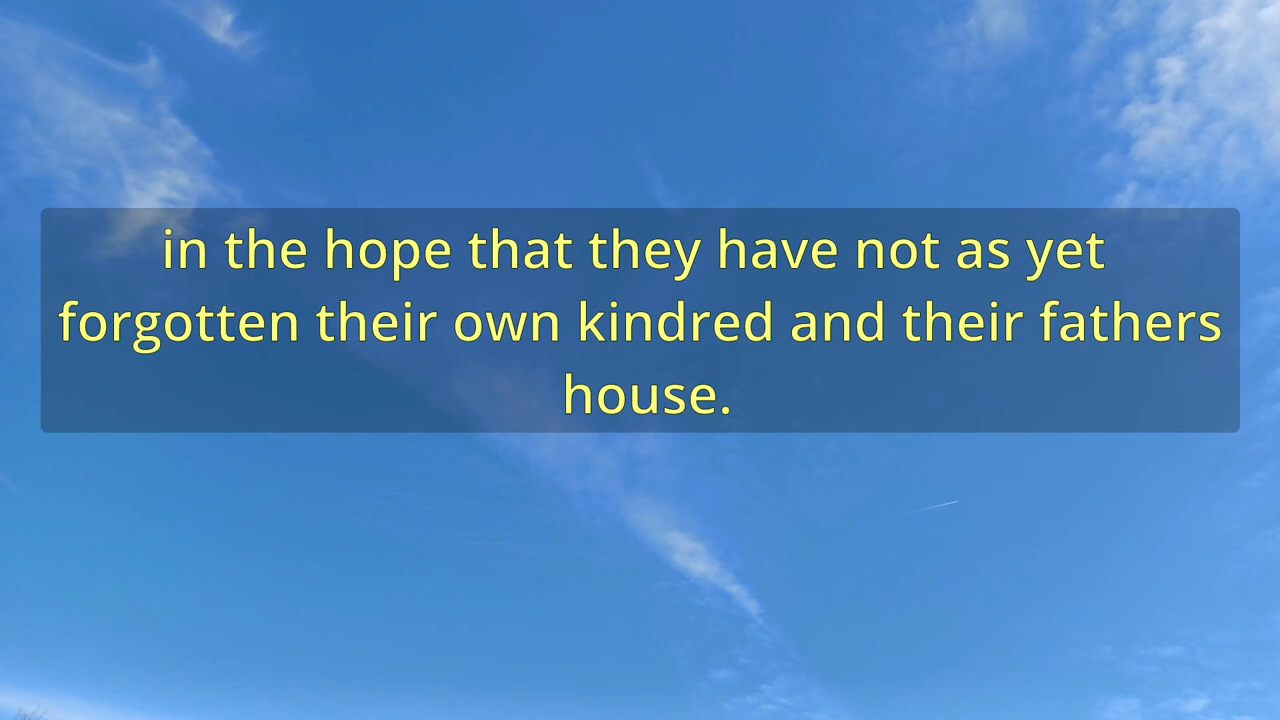 in the hope that they have not as yet
forgotten their own kindred and their fathers
house.